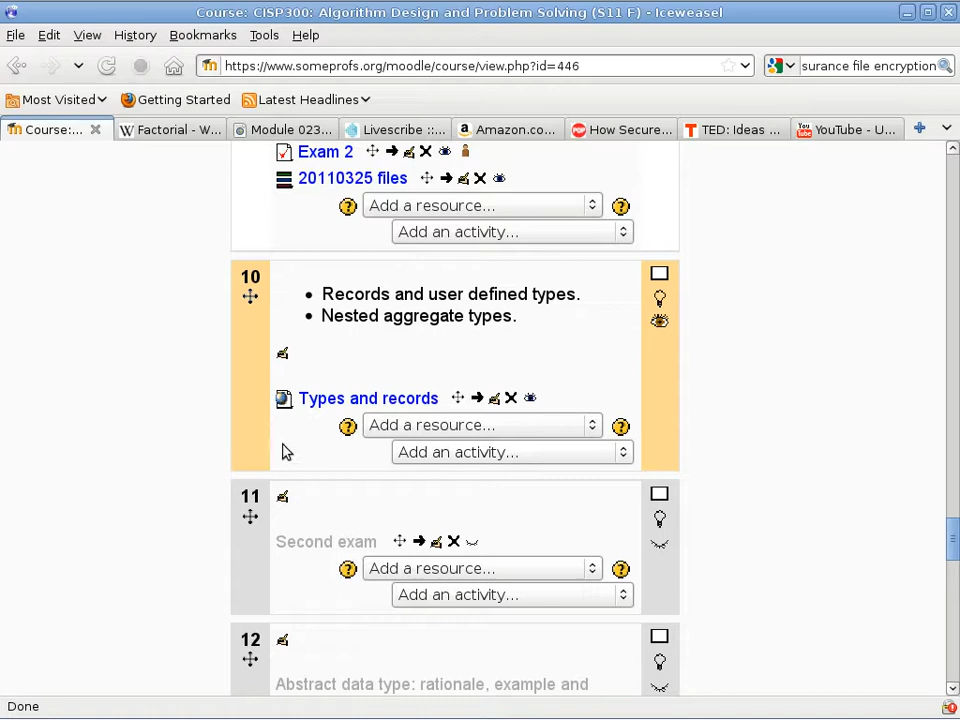 Course: CISP300: Algorithm Design and Problem Solving (S11 F) - Iceweasel
File Edit View History Bookmarks Tools Help
https://www.someprofs.org/moodle/course/view.php?id=446
surance file encryption
Most Visited Getting Started Latest Headlines
Course:... Factorial - W... Module 023... Livescribe ::... Amazon.co... How Secure... TED: Ideas ... YouTube - U...
Exam 2
20110325 files
Add a resource...
Add an activity...
10
Records and user defined types.
Nested aggregate types.
Types and records
Add a resource...
Add an activity...
11
Second exam
Add a resource...
Add an activity...
12
Abstract data type: rationale, example and
Done